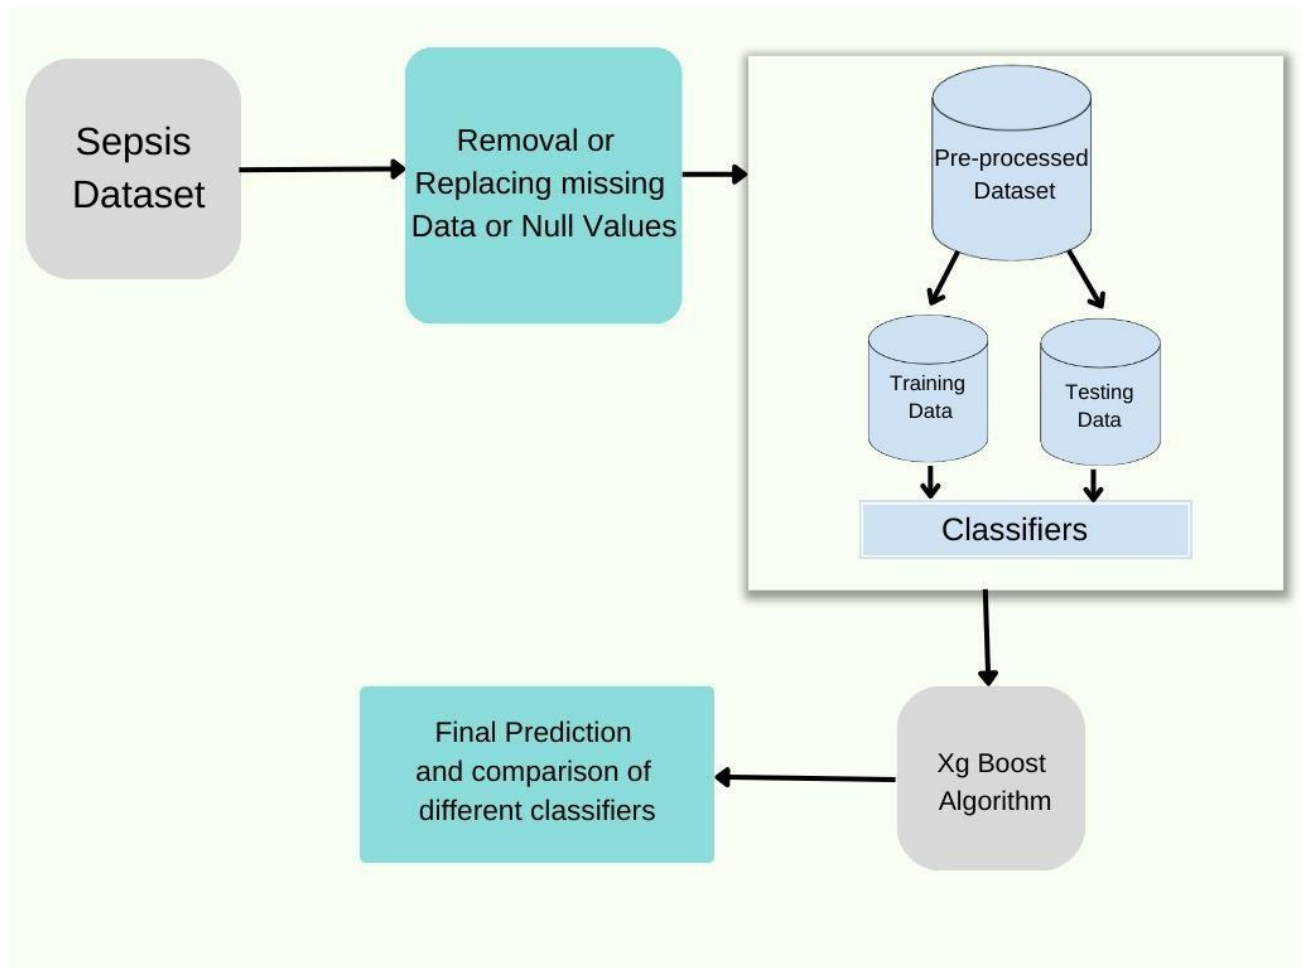 Sepsis
Dataset
Removal or
Replacing missing
Data or Null Values
Pre-processed
Dataset
Training
Data
Testing
Data
Classifiers
Xg Boost
Algorithm
Final Prediction
and comparison of
different classifiers